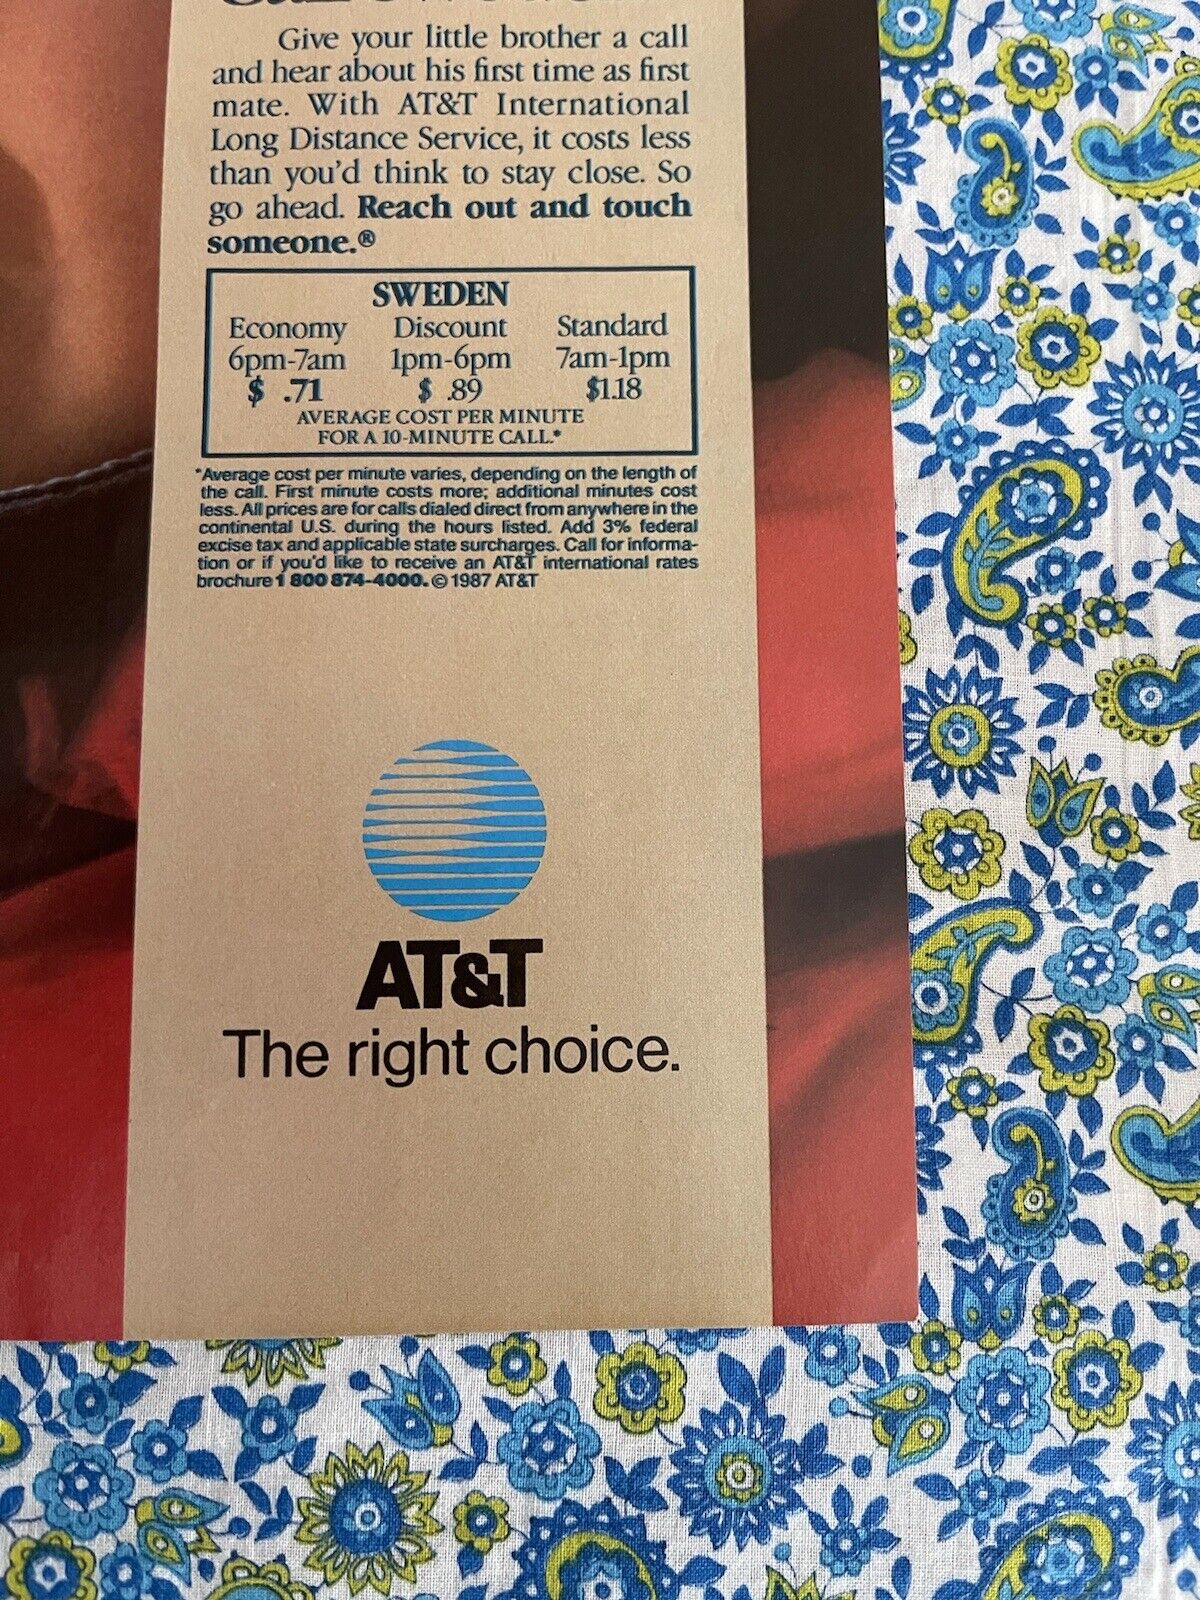 Give your little brother a call
and hear about his first time as first
mate. With AT&T International
Long Distance Service, it costs less
than you'd think to stay close. So
go ahead. Reach out and touch
someone.®
SWEDEN
Economy Discount Standard
6pm-7am 1pm-6pm 7am-1pm
$ .71 $ .89 $1.18
AVERAGE COST PER MINUTE
FOR A 10-MINUTE CALL.*
*Average cost per minute varies, depending on the length of
the call. First minute costs more; additional minutes cost
less. All prices are for calls dialed direct from anywhere in the
continental U.S. during the hours listed. Add 3% federal
excise tax and applicable state surcharges. Call for informa-
tion or if you'd like to receive an AT&T international rates
brochure 1 800 874-4000. © 1987 AT&T
AT&T
The right choice.